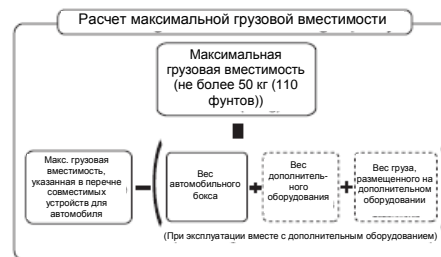 Расчет максимальной грузовой вместимости
Максимальная
грузовая вместимость
(не более 50 кг (110
фунтов))
Макс. грузовая
вместимость,
указанная в перечне
совместимых
устройств для
автомобиля
Вес
автомобильного
бокса
Вес
дополнитель-
ного
оборудования
Вес груза,
размещенного на
дополнительном
оборудовании
(При эксплуатации вместе с дополнительным оборудованием)